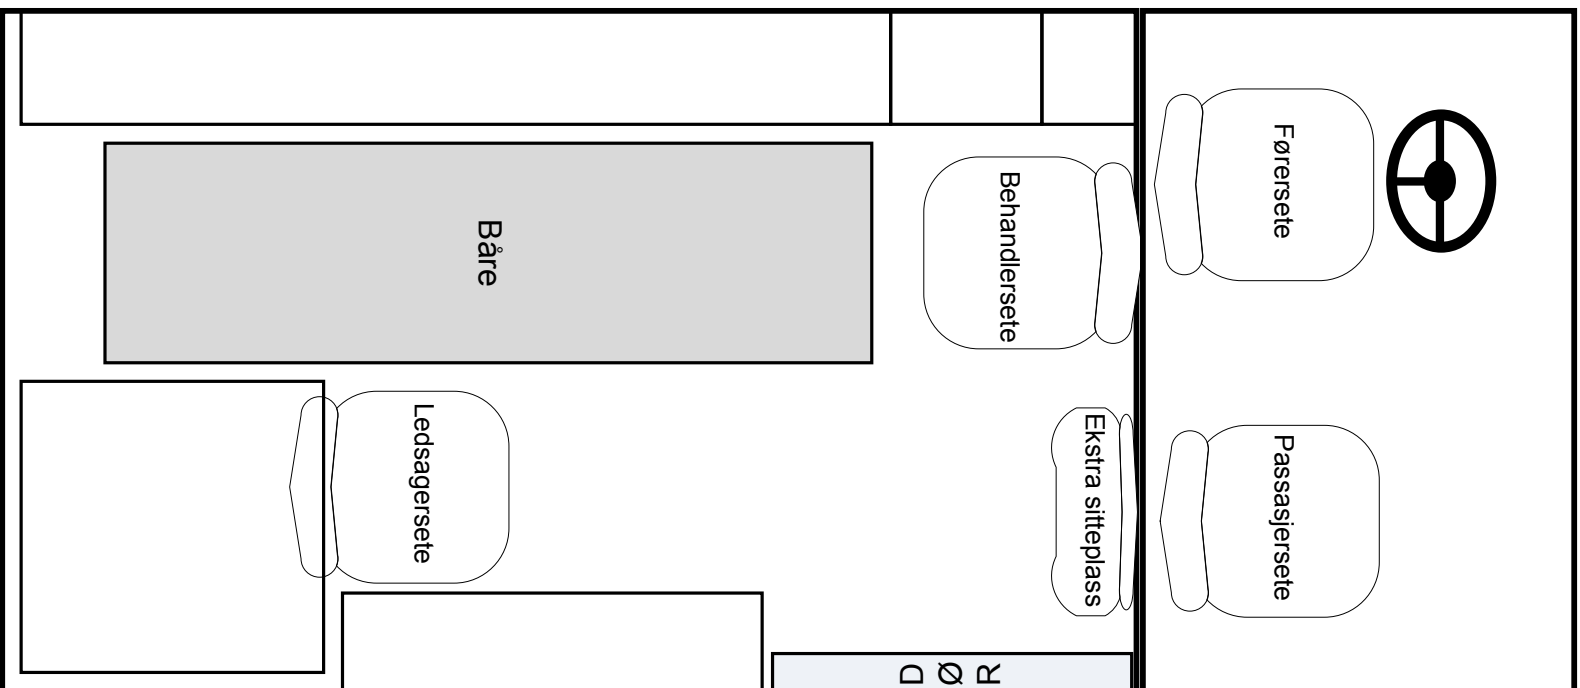 Førersete
Behandlersete
Båre
Ledsagersete
Ekstra sitteplass
Passasjersete
DØR